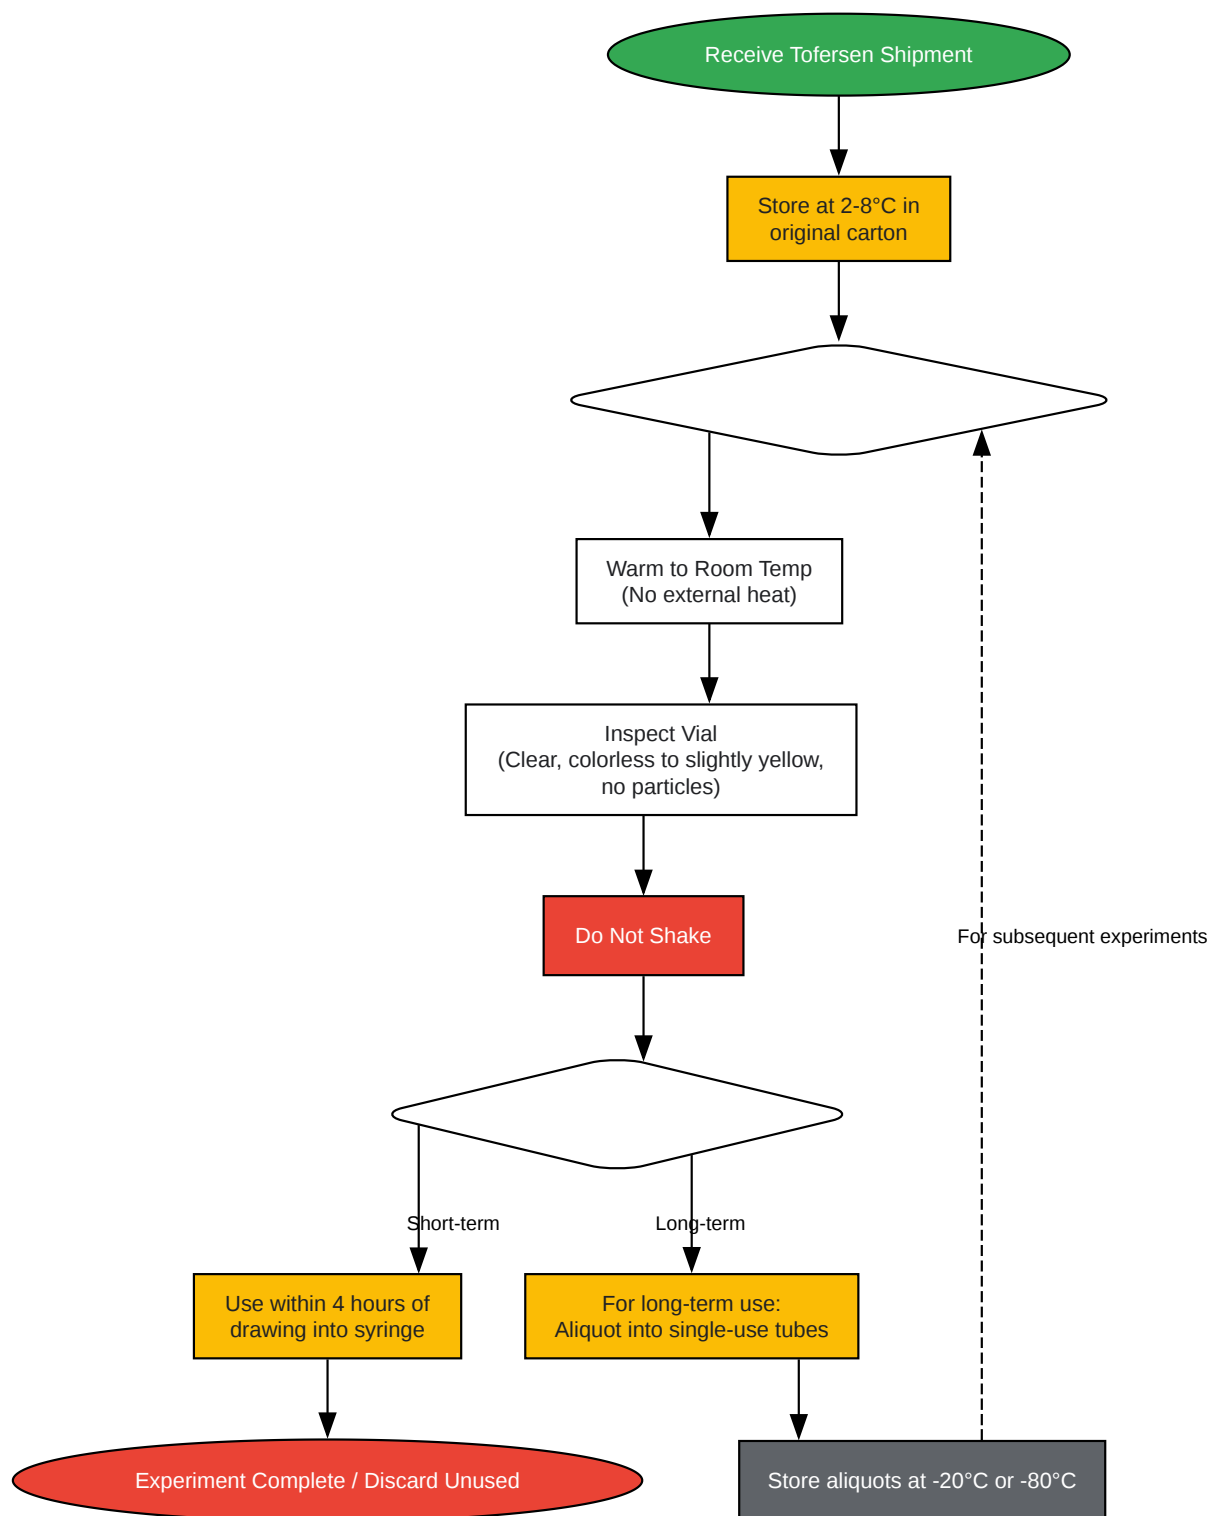 Receive Tofersen Shipment
Store at 2-8°C in
original carton
Warm to Room Temp
(No external heat)
Inspect Vial
(Clear, colorless to slightly yellow,
no particles)
Do Not Shake
For subsequent experiments
Short-term
Long-term
Use within 4 hours of
drawing into syringe
For long-term use:
Aliquot into single-use tubes
Experiment Complete / Discard Unused
Store aliquots at -20°C or -80°C